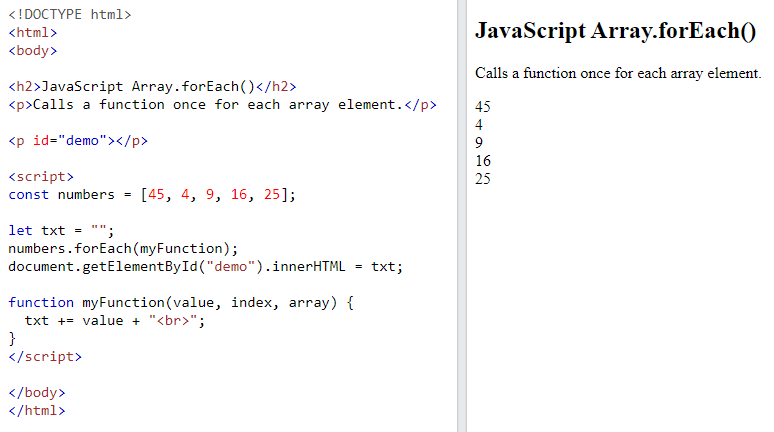 <!DOCTYPE html>
<html>
<body>
<h2>JavaScript Array.forEach()</h2>
<p>Calls a function once for each array element.</p>
<p id="demo"></p>
<script>
const numbers = [45, 4, 9, 16, 25];
let txt = "";
numbers.forEach(myFunction);
document.getElementById("demo").innerHTML = txt;
function myFunction(value, index, array) {
  txt += value + "<br>";
}
</script>
</body>
</html>
JavaScript Array.forEach()
Calls a function once for each array element.
45
4
9
16
25